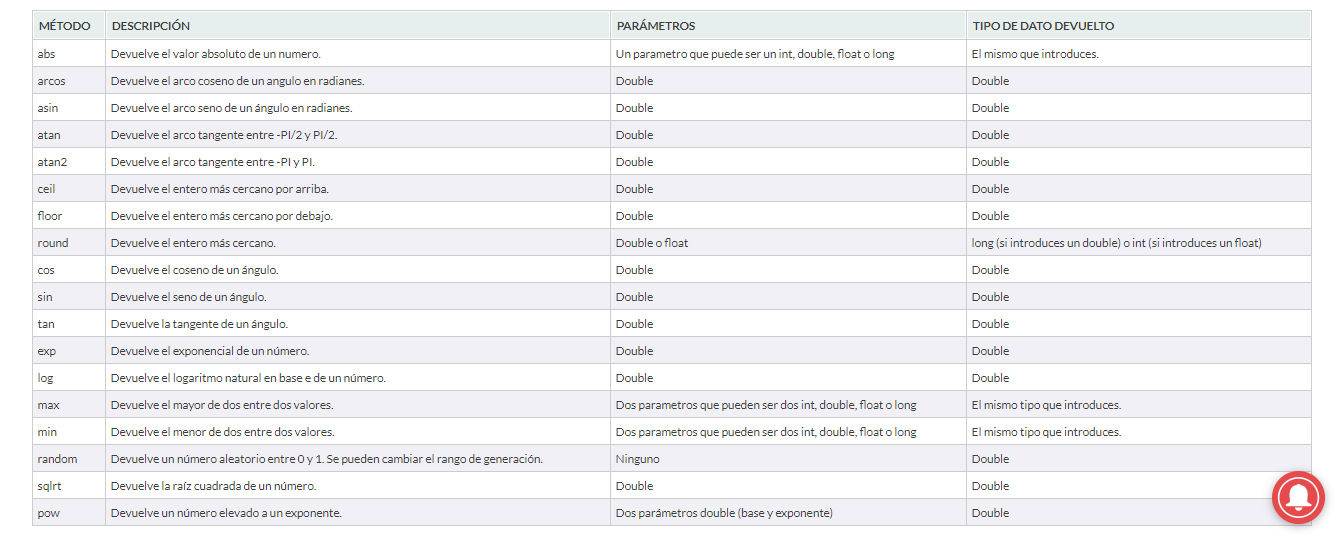 MÉTODO DESCRIPCIÓN PARÁMETROS TIPO DE DATO DEVUELTO
abs Devuelve el valor absoluto de un numero. Un parametro que puede ser un int, double, float o long El mismo que introduces.
arcos Devuelve el arco coseno de un angulo en radianes. Double Double
asin Devuelve el arco seno de un ángulo en radianes. Double Double
atan Devuelve el arco tangente entre -PI/2 y PI/2. Double Double
atan2 Devuelve el arco tangente entre -PI y PI. Double Double
ceil Devuelve el entero más cercano por arriba. Double Double
floor Devuelve el entero más cercano por debajo. Double Double
round Devuelve el entero más cercano. Double o float long (si introduces un double) o int (si introduces un float)
cos Devuelve el coseno de un ángulo. Double Double
sin Devuelve el seno de un ángulo. Double Double
tan Devuelve la tangente de un ángulo. Double Double
exp Devuelve el exponencial de un número. Double Double
log Devuelve el logaritmo natural en base e de un número. Double Double
max Devuelve el mayor de dos entre dos valores. Dos parametros que pueden ser dos int, double, float o long El mismo tipo que introduces.
min Devuelve el menor de dos entre dos valores. Dos parametros que pueden ser dos int, double, float o long El mismo tipo que introduces.
random Devuelve un número aleatorio entre 0 y 1. Se pueden cambiar el rango de generación. Ninguno Double
sqlrt Devuelve la raíz cuadrada de un número. Double Double
pow Devuelve un número elevado a un exponente. Dos parámetros double (base y exponente) Double